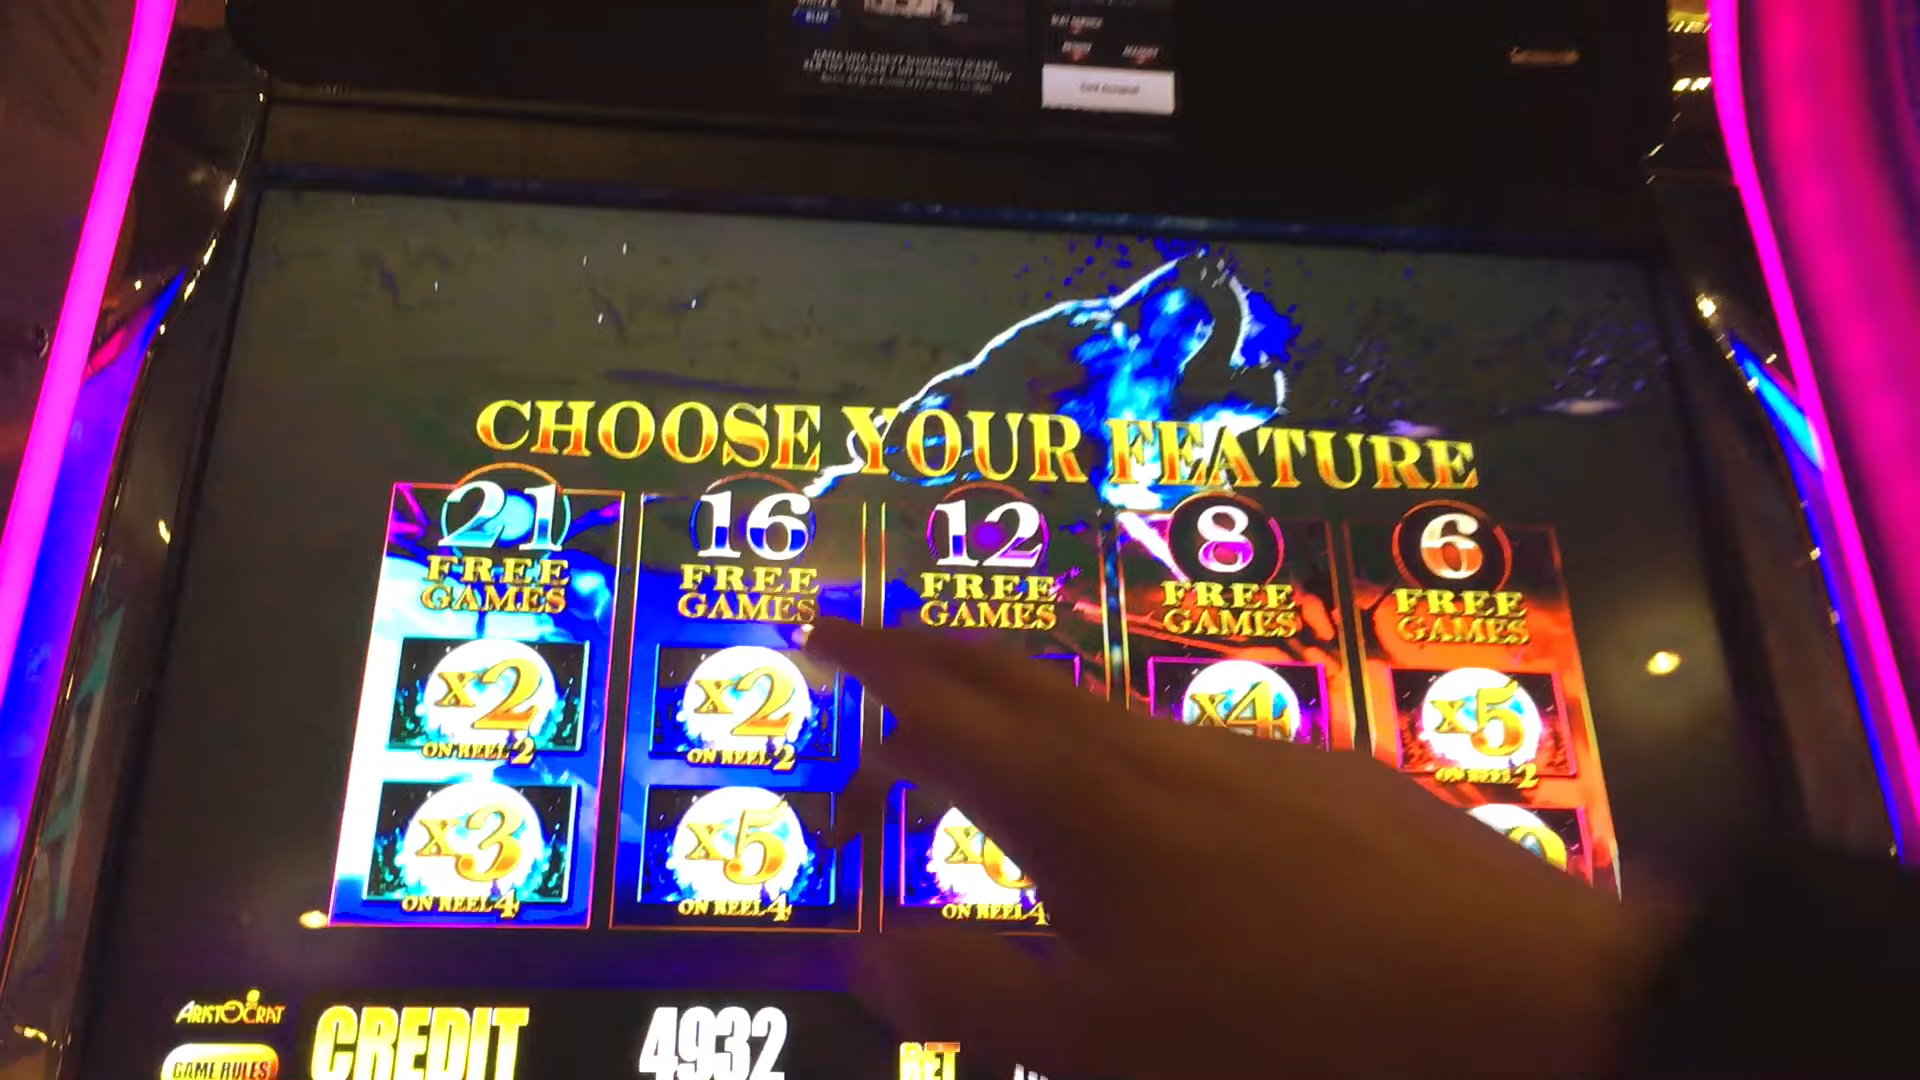 BLUE
CHOOSE YOUR FEATURE
21 FREE GAMES
x2 ON REEL 2
x3 ON REEL 4
16 FREE GAMES
x2 ON REEL 2
x5 ON REEL 4
12 FREE GAMES
ON REEL 4
8 FREE GAMES
x4
6 FREE GAMES
x5 ON REEL 2
ARISTOCRAT
GAME RULES
CREDIT
4932
BET